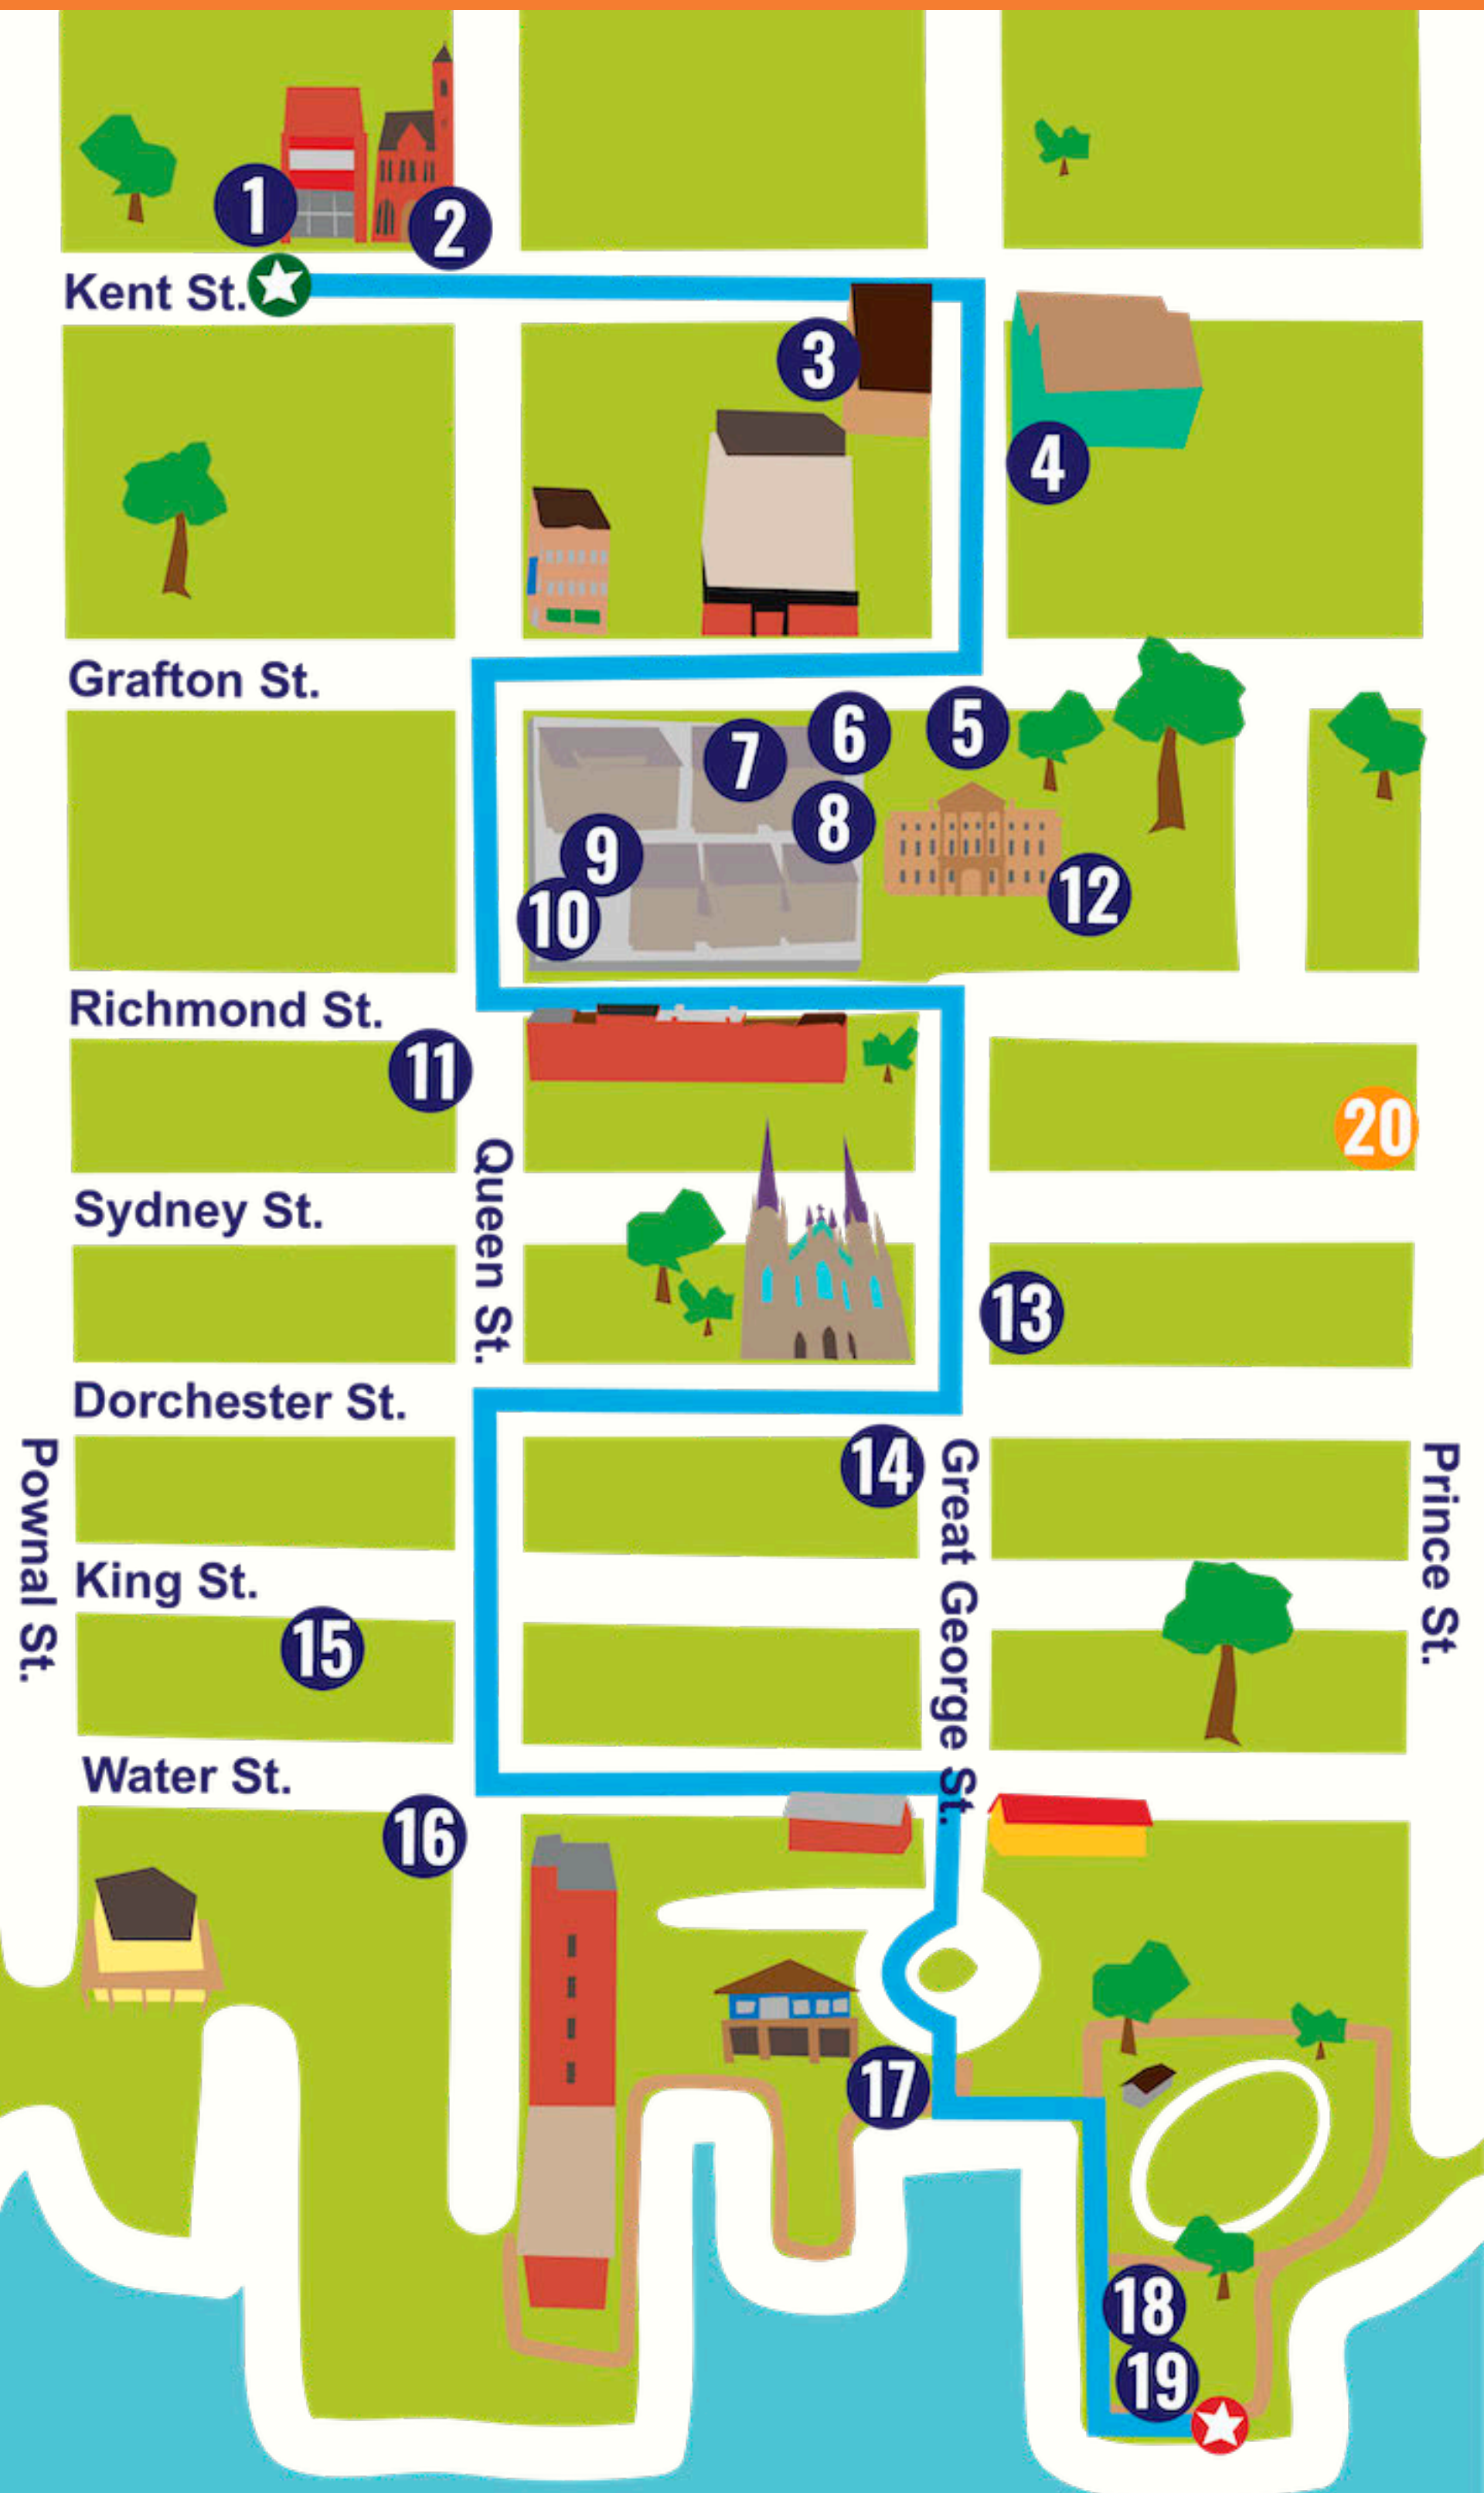 1
2
Kent St.
3
4
Grafton St.
5
6
7
8
9
10
12
Richmond St.
11
20
Queen St.
Sydney St.
13
Dorchester St.
14
Pownal St.
Great George St.
Prince St.
King St.
15
Water St.
16
17
18
19